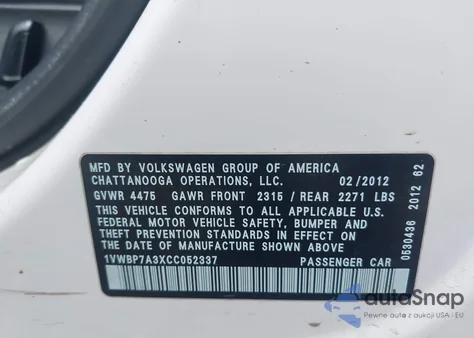 MFD BY VOLKSWAGEN GROUP OF AMERICA
CHATTANOOGA OPERATIONS, LLC. 02/2012
GVWR 4475 GAWR FRONT 2315 / REAR 2271 LBS
THIS VEHICLE CONFORMS TO ALL APPLICABLE U.S.
FEDERAL MOTOR VEHICLE SAFETY, BUMPER AND
THEFT PREVENTION STANDARDS IN EFFECT ON
THE DATE OF MANUFACTURE SHOWN ABOVE
1VWBP7A3XCC052337 PASSENGER CAR
0530436 2012 62
autoSnap
Pewne auta z aukcji USA i EU